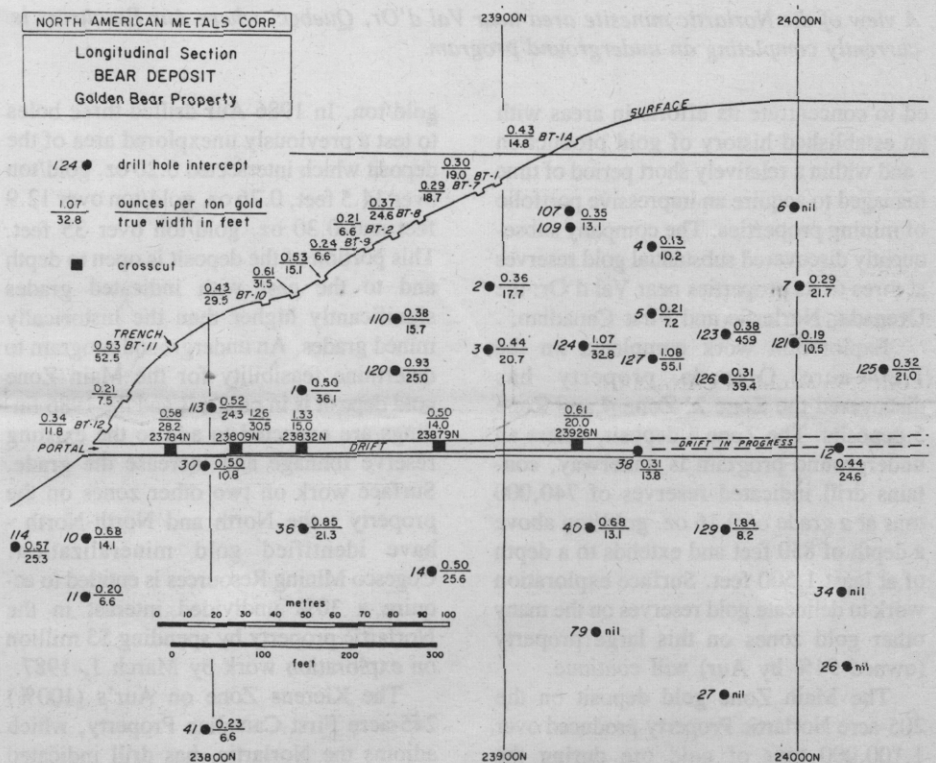 NORTH AMERICAN METALS CORP.
Longitudinal Section
BEAR DEPOSIT
Golden Bear Property
124 drill hole intercept
1.07 ounces per ton gold
32.8 true width in feet
crosscut
23900N
24000N
SURFACE
0.43
14.8
BT-1A
0.30
19.0
BT-1
0.29
18.7
BT-7
0.37
24.6
BT-8
0.21
6.6
BT-2
0.24
6.6
BT-9
0.53
15.1
0.61
31.5
0.43
29.5
BT-10
TRENCH
0.53
52.5
BT-11
0.21
7.5
0.31
11.8
BT-12
107
109
0.35
13.1
6 nil
4 0.13
10.2
2 0.36
17.7
7 0.29
21.7
110 0.38
15.7
5 0.21
7.2
0.38
45.9
3 0.44
20.7
124 1.07
32.8
127 1.08
55.1
121 0.19
10.5
120 0.93
25.0
126 0.31
39.4
125 0.32
21.0
0.50
36.1
113 0.52
24.3
0.58
28.2
23784N
23809N
1.26
30.5
1.33
15.0
23832N
0.50
14.0
23879N
0.61
20.0
23926N
PORTAL
DRIFT
DRIFT IN PROGRESS
12
0.44
24.6
30 0.50
10.8
38 0.31
13.8
114
0.57
25.3
10 0.68
14.1
36 0.85
21.3
40 0.68
13.1
129 1.84
8.2
11 0.20
6.6
14 0.50
25.6
34 nil
metres
10 0 10 20 30 40 50 60 70 80 90 100
0 100 200 300
feet
79 nil
26 nil
27 nil
41 0.23
6.6
23800N
23900N
24000N